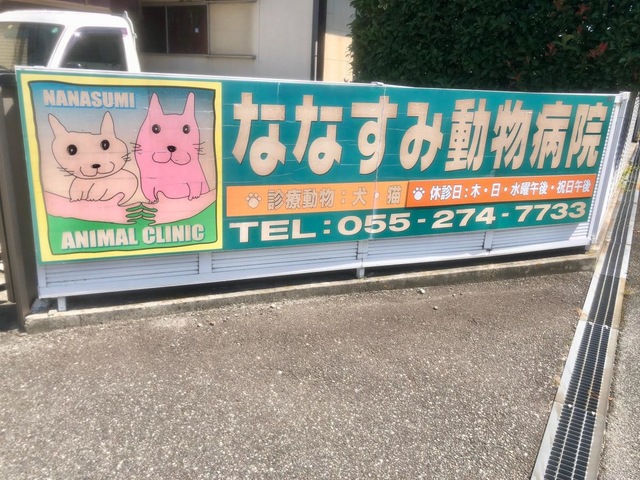 NANASUMI
ANIMAL CLINIC
ななすみ動物病院
診療動物：犬・猫
休診日：木・日・水曜午後・祝日午後
TEL：055-274-7733